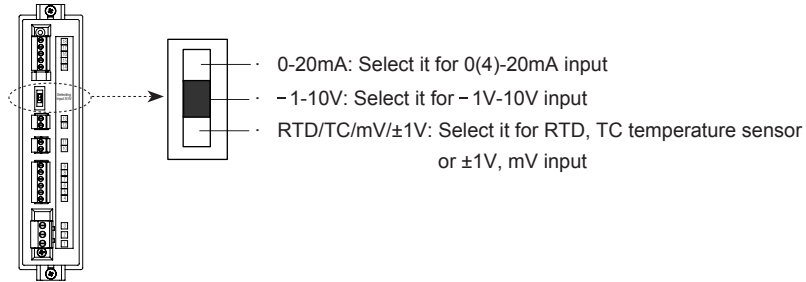 · 0-20mA: Select it for 0(4)-20mA input
· −1-10V: Select it for −1V-10V input
· RTD/TC/mV/±1V: Select it for RTD, TC temperature sensor
or ±1V, mV input